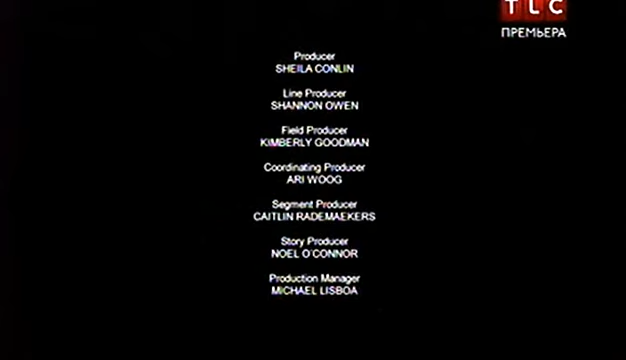 TLC
ПРЕМЬЕРА
Producer
SHEILA CONLIN
Line Producer
SHANNON OWEN
Field Producer
KIMBERLY GOODMAN
Coordinating Producer
ARI WOOG
Segment Producer
CAITLIN RADEMAEKERS
Story Producer
NOEL O'CONNOR
Production Manager
MICHAEL LISBOA